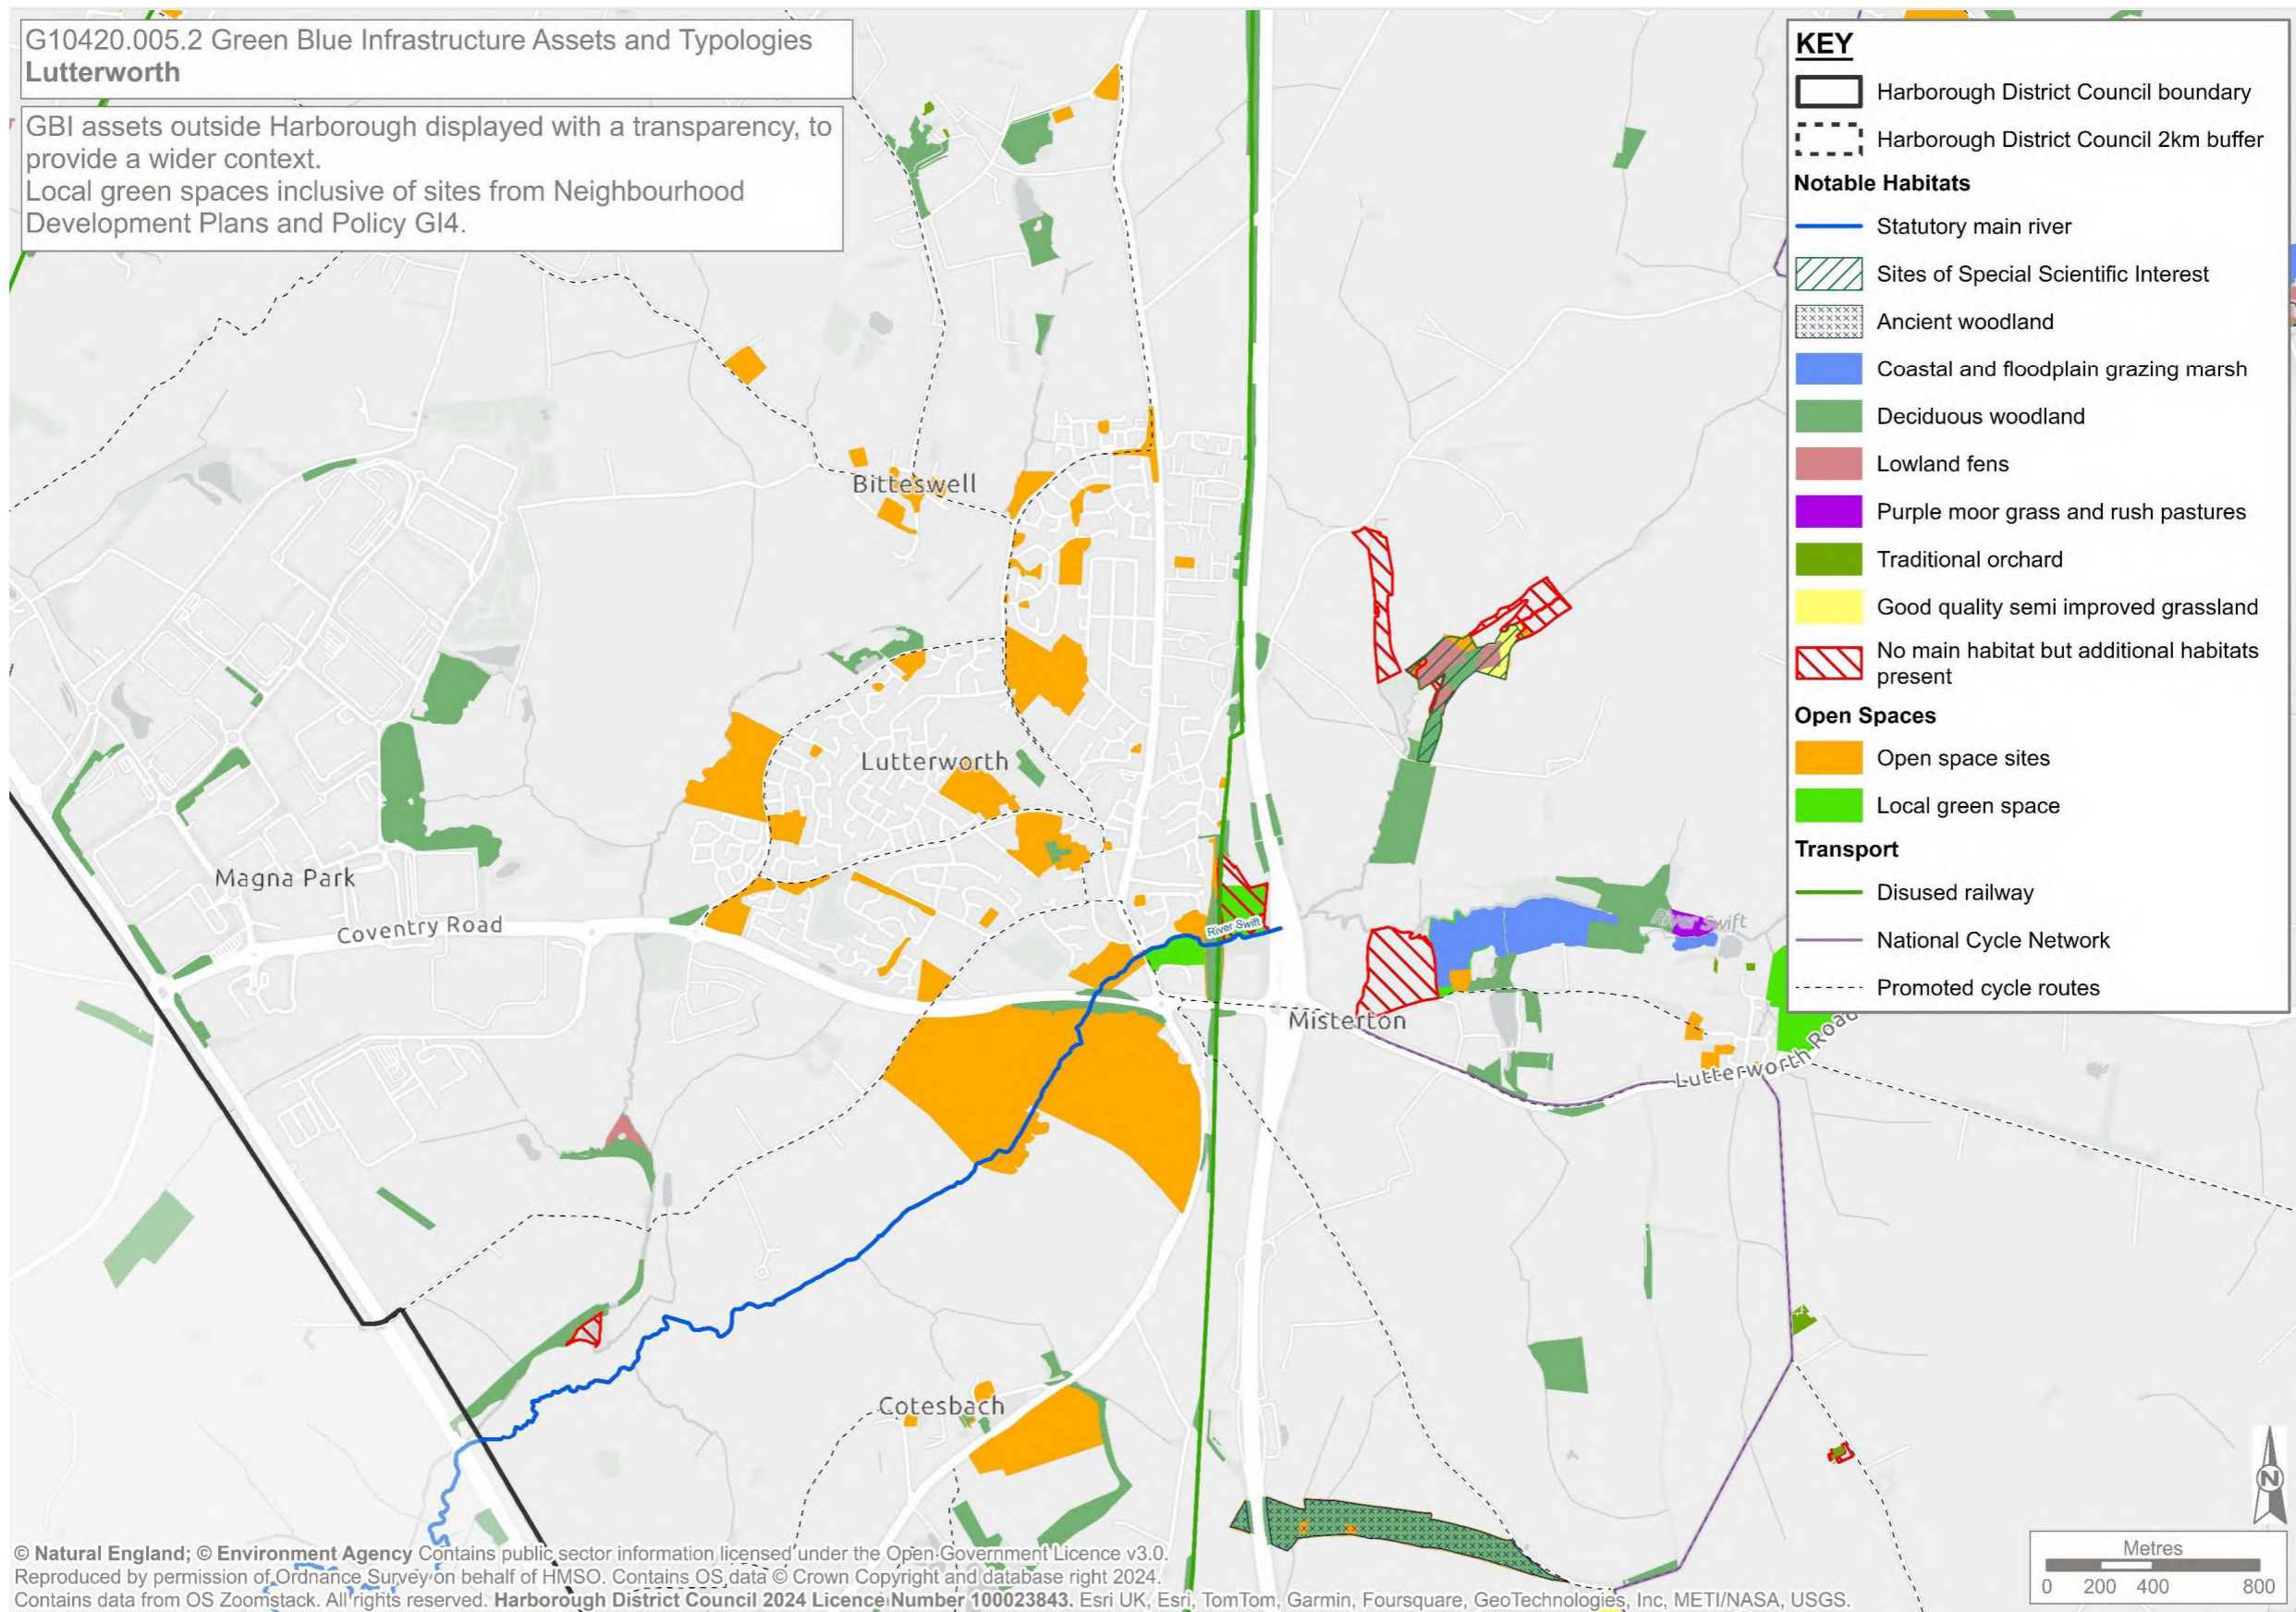 G10420.005.2 Green Blue Infrastructure Assets and Typologies
Lutterworth
GBI assets outside Harborough displayed with a transparency, to
provide a wider context.
Local green spaces inclusive of sites from Neighbourhood
Development Plans and Policy GI4.
KEY
Harborough District Council boundary
Harborough District Council 2km buffer
Notable Habitats
Statutory main river
Sites of Special Scientific Interest
Ancient woodland
Coastal and floodplain grazing marsh
Deciduous woodland
Lowland fens
Purple moor grass and rush pastures
Traditional orchard
Good quality semi improved grassland
No main habitat but additional habitats
present
Open Spaces
Open space sites
Local green space
Transport
Disused railway
National Cycle Network
Promoted cycle routes
Bitteswell
Lutterworth
Magna Park
Coventry Road
River Swift
River Swift
Misterton
Lutterworth Road
Cotesbach
N
Metres
0 200 400 800
© Natural England; © Environment Agency Contains public sector information licensed under the Open Government Licence v3.0.
Reproduced by permission of Ordnance Survey on behalf of HMSO. Contains OS data © Crown Copyright and database right 2024.
Contains data from OS Zoomstack. All rights reserved. Harborough District Council 2024 Licence Number 100023843. Esri UK, Esri, TomTom, Garmin, Foursquare, GeoTechnologies, Inc, METI/NASA, USGS.